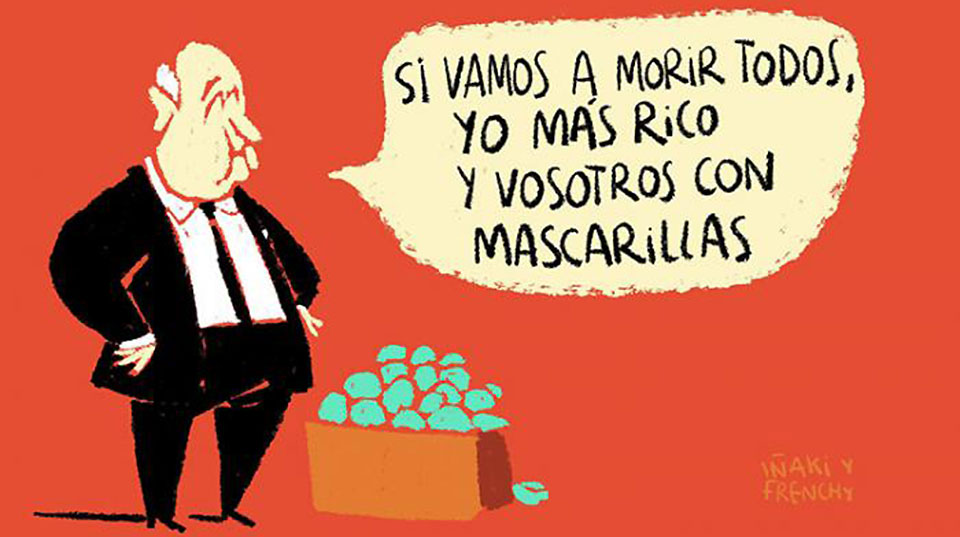 Si VAMOS A MORiR TODOS,
YO MÁS RiCO
Y VOSOTROS CON
MASCARiLLAS
IÑAKi Y
FRENCHY